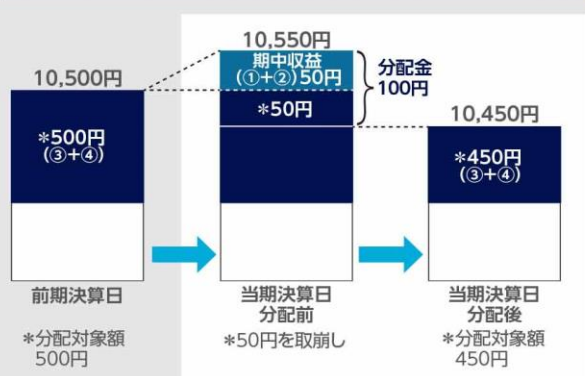 10,500円
*500円
(③+④)
前期決算日
*分配対象額
500円
10,550円
期中収益
(①+②)50円
*50円
分配金
100円
当期決算日
分配前
*50円を取崩し
10,450円
*450円
(③+④)
当期決算日
分配後
*分配対象額
450円